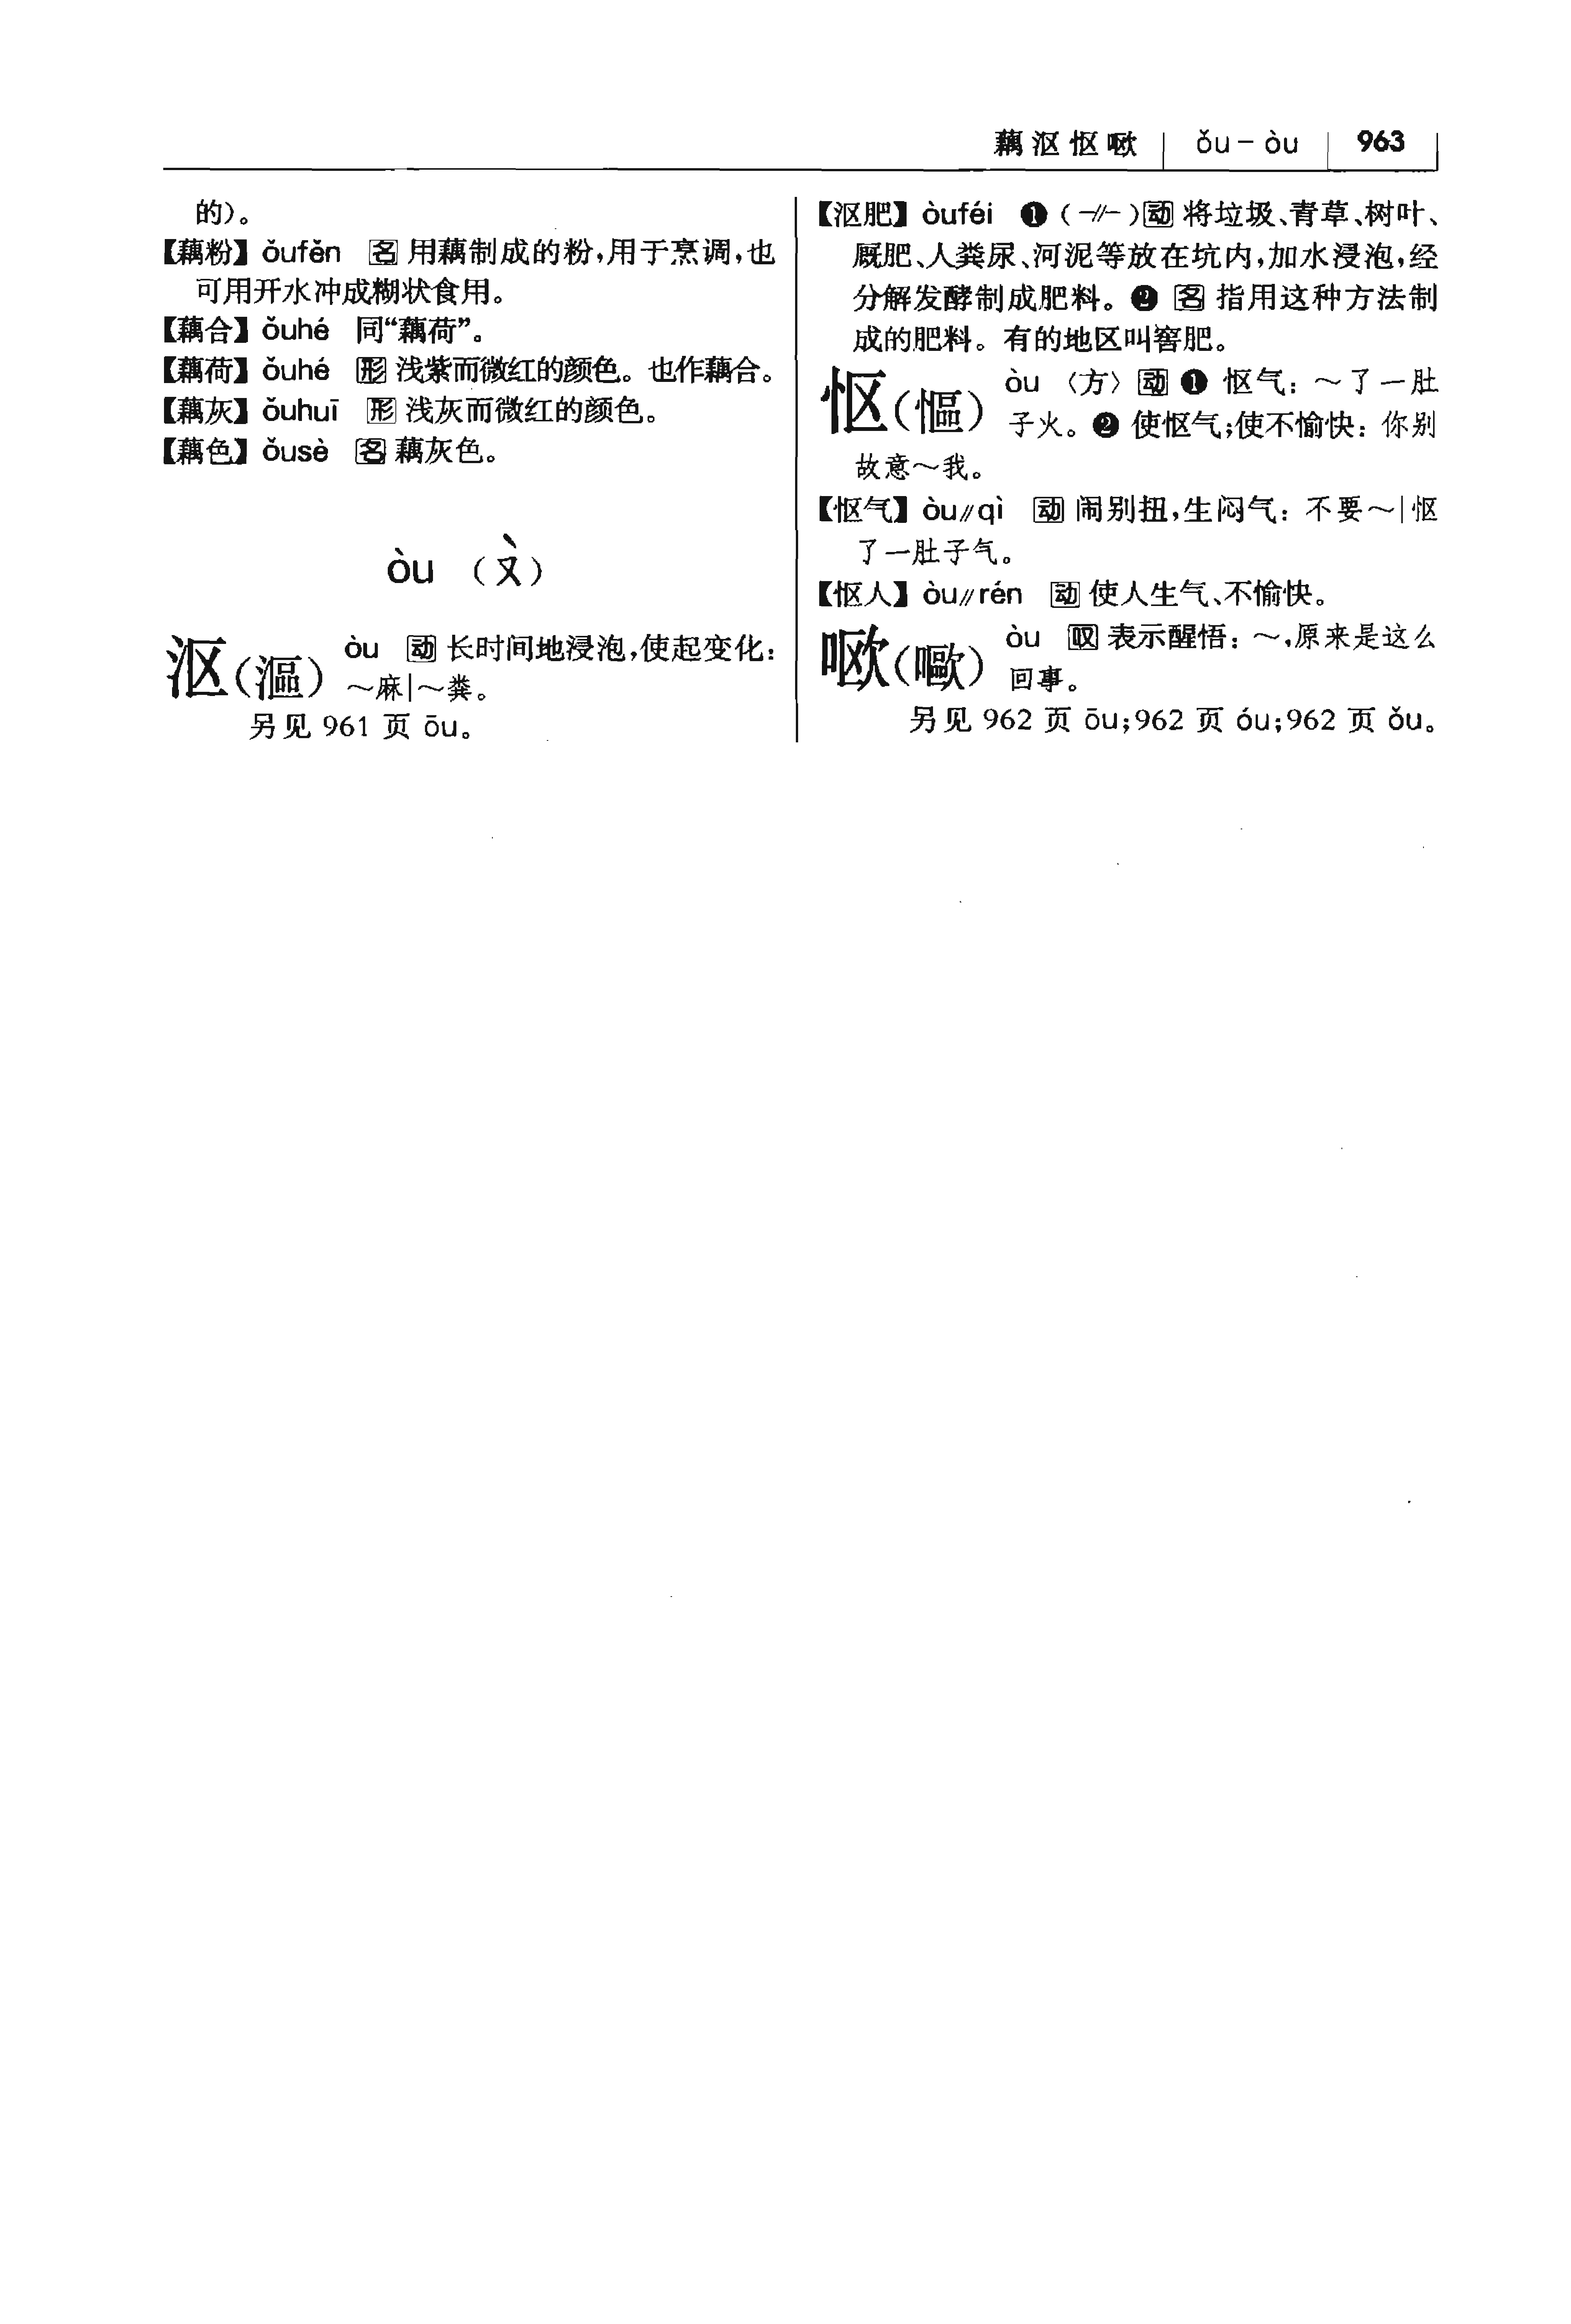 藕沤怄𫫇 ǒu－òu 963
的）。
【藕粉】ǒufěn 名 用藕制成的粉，用于烹调，也
可用开水冲成糊状食用。
【藕合】ǒuhé 同“藕荷”。
【藕荷】ǒuhé 形 浅紫而微红的颜色。也作藕合。
【藕灰】ǒuhuī 形 浅灰而微红的颜色。
【藕色】ǒusè 名 藕灰色。
òu （ㄡˋ）
沤（漚） òu 动 长时间地浸泡，使起变化：
～麻｜～粪。
另见 961 页 ōu。
【沤肥】òuféi ❶（-//-）动 将垃圾、青草、树叶、
厩肥、人粪尿、河泥等放在坑内，加水浸泡，经
分解发酵制成肥料。❷ 名 指用这种方法制
成的肥料。有的地区叫窖肥。
怄（慪） òu 〈方〉动 ❶ 怄气：～了一肚
子火。❷ 使怄气；使不愉快：你别
故意～我。
【怄气】òu//qì 动 闹别扭，生闷气：不要～｜怄
了一肚子气。
【怄人】òu//rén 动 使人生气、不愉快。
𫫇（噷） òu 叹 表示醒悟：～，原来是这么
回事。
另见 962 页 ōu；962 页 óu；962 页 ǒu。